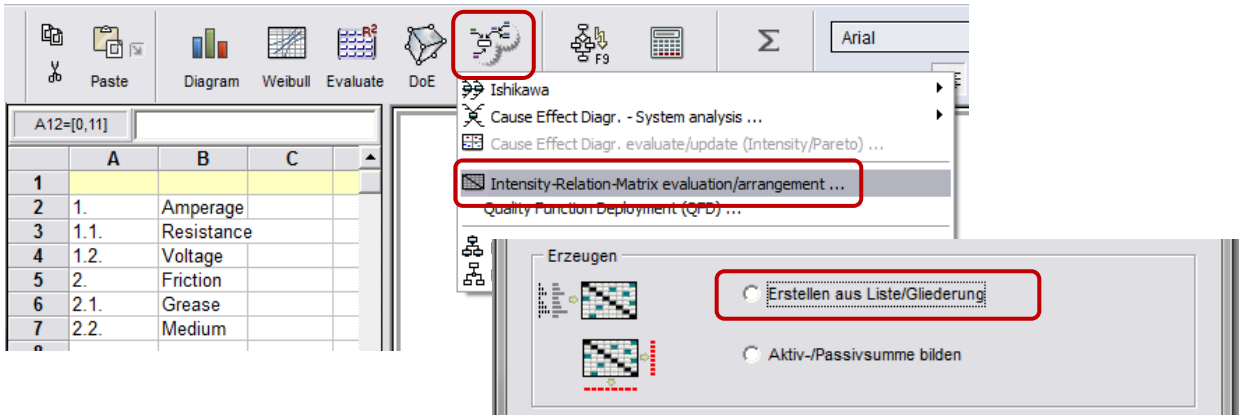 R²
F9
Σ
Arial
Paste
Diagram
Weibull
Evaluate
DoE
Ishikawa
Cause Effect Diagr. - System analysis ...
Cause Effect Diagr. evaluate/update (Intensity/Pareto) ...
Intensity-Relation-Matrix evaluation/arrangement ...
Quality Function Deployment (QFD) ...
A12=[0,11]
A B C
1
2 1. Amperage
3 1.1. Resistance
4 1.2. Voltage
5 2. Friction
6 2.1. Grease
7 2.2. Medium
Erzeugen
Erstellen aus Liste/Gliederung
Aktiv-/Passivsumme bilden